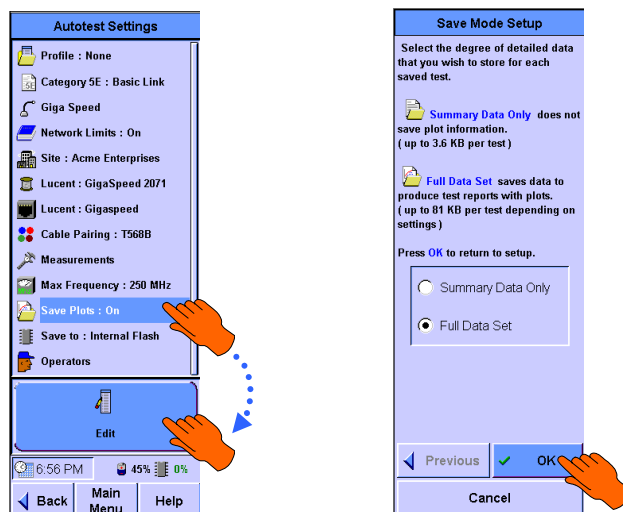 Autotest Settings
Profile : None
Category 5E : Basic Link
Giga Speed
Network Limits : On
Site : Acme Enterprises
Lucent : GigaSpeed 2071
Lucent : Gigaspeed
Cable Pairing : T568B
Measurements
Max Frequency : 250 MHz
Save Plots : On
Save to : Internal Flash
Operators
Edit
6:56 PM 45% 0%
Back Main Menu Help
Save Mode Setup
Select the degree of detailed data
that you wish to store for each
saved test.
Summary Data Only does not
save plot information.
( up to 3.6 KB per test )
Full Data Set saves data to
produce test reports with plots.
( up to 81 KB per test depending on
settings )
Press OK to return to setup.
Summary Data Only
Full Data Set
Previous OK
Cancel